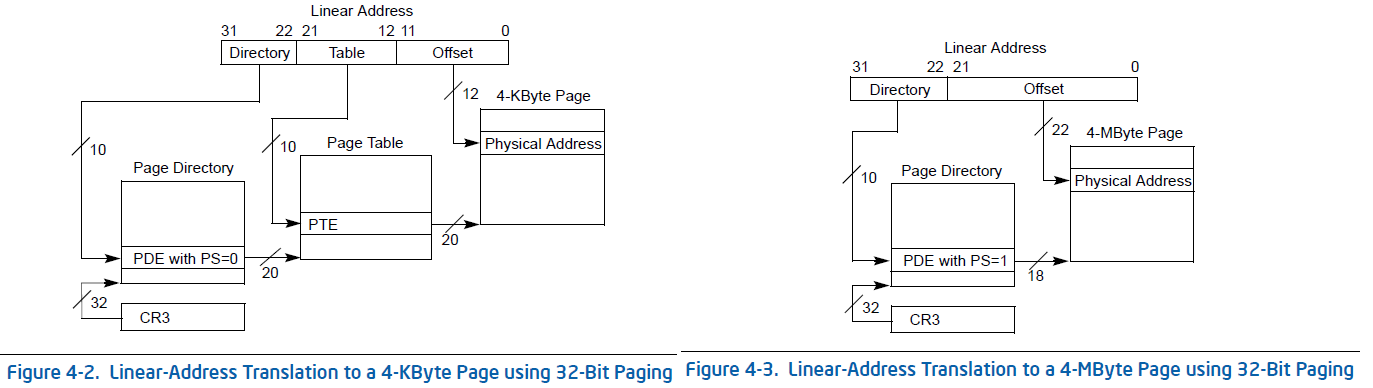 Linear Address
31 22 21 12 11 0
Directory Table Offset
12
4-KByte Page
10
10
Page Table
Physical Address
Page Directory
PTE
20
PDE with PS=0
20
32
CR3
Figure 4-2. Linear-Address Translation to a 4-KByte Page using 32-Bit Paging
Linear Address
31 22 21 0
Directory Offset
22
4-MByte Page
10
Page Directory
Physical Address
PDE with PS=1
18
32
CR3
Figure 4-3. Linear-Address Translation to a 4-MByte Page using 32-Bit Paging